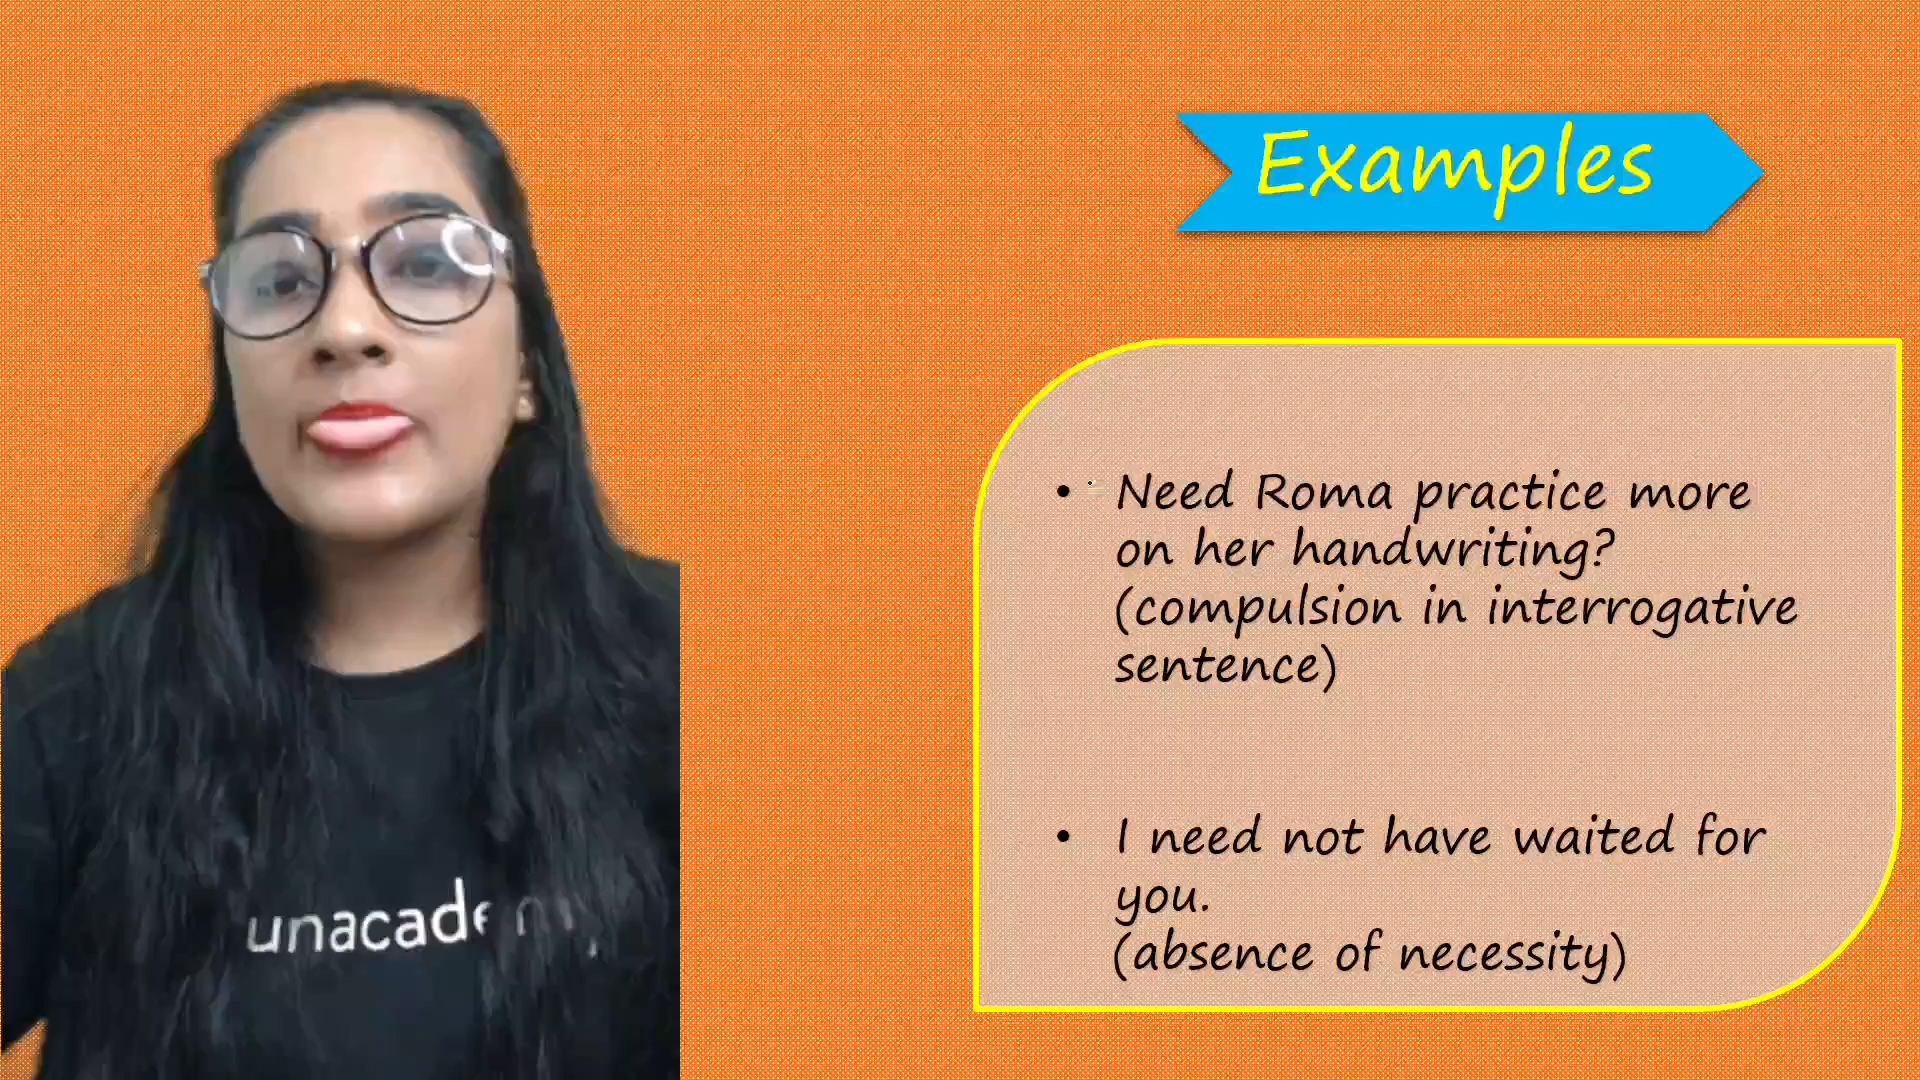 Examples
• Need Roma practice more
on her handwriting?
(compulsion in interrogative
sentence)
• I need not have waited for
you.
(absence of necessity)